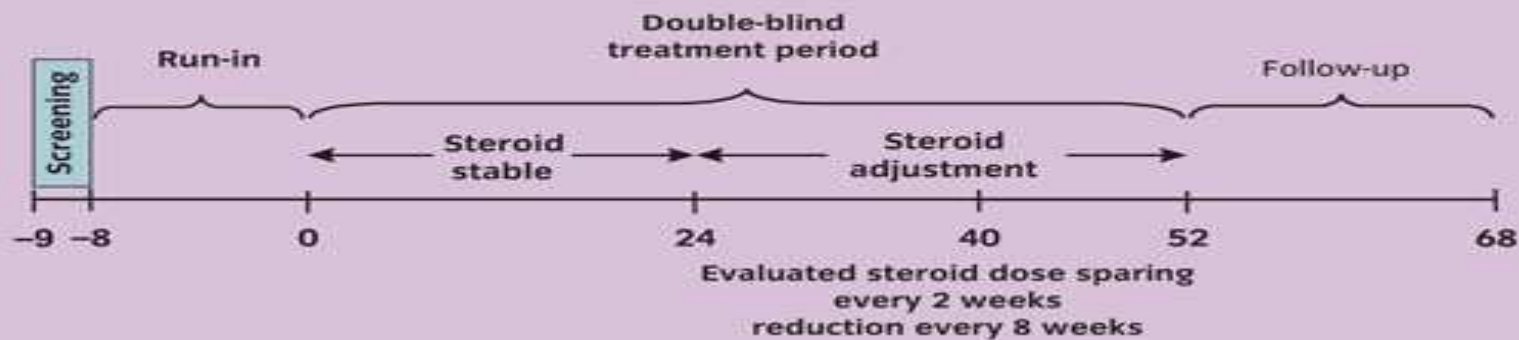 Double-blind
treatment period
Run-in
Follow-up
Screening
Steroid
stable
Steroid
adjustment
–9 –8 0 24 40 52 68
Evaluated steroid dose sparing
every 2 weeks
reduction every 8 weeks